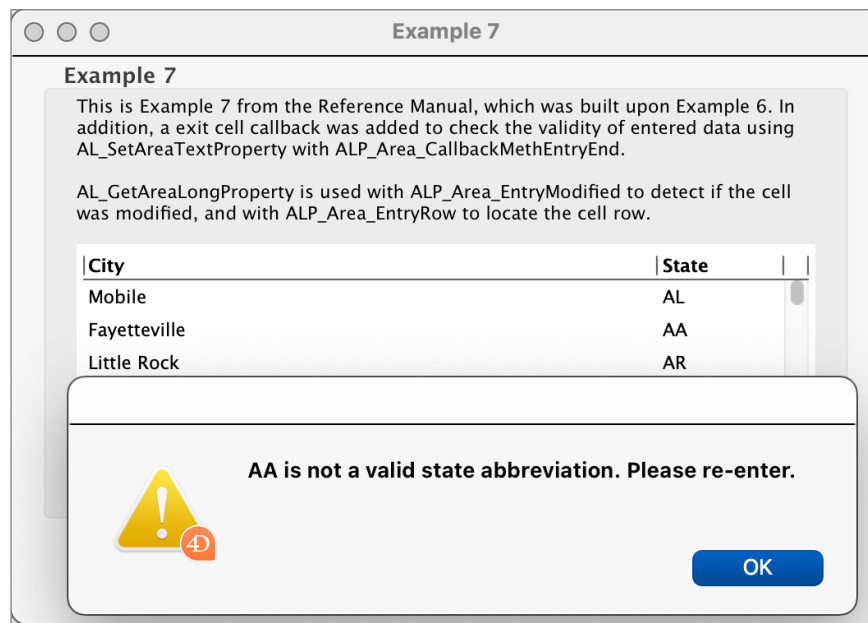 Example 7
Example 7
This is Example 7 from the Reference Manual, which was built upon Example 6. In
addition, a exit cell callback was added to check the validity of entered data using
AL_SetAreaTextProperty with ALP_Area_CallbackMethEntryEnd.
AL_GetAreaLongProperty is used with ALP_Area_EntryModified to detect if the cell
was modified, and with ALP_Area_EntryRow to locate the cell row.
City State
Mobile AL
Fayetteville AA
Little Rock AR
AA is not a valid state abbreviation. Please re-enter.
4D
OK